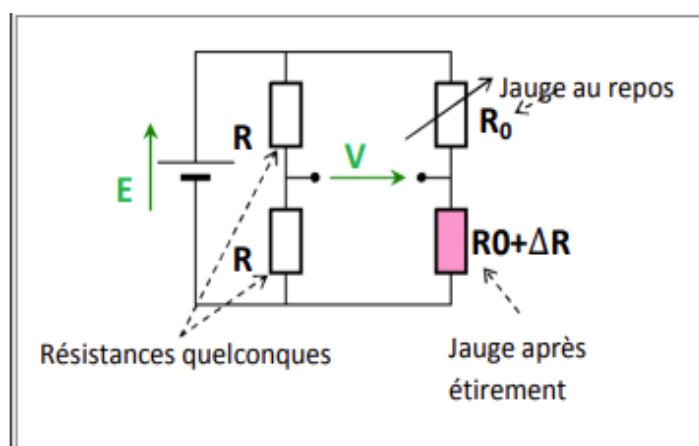 Jauge au repos
R
R₀
V
E
R
R0+ΔR
Résistances quelconques
Jauge après
étirement